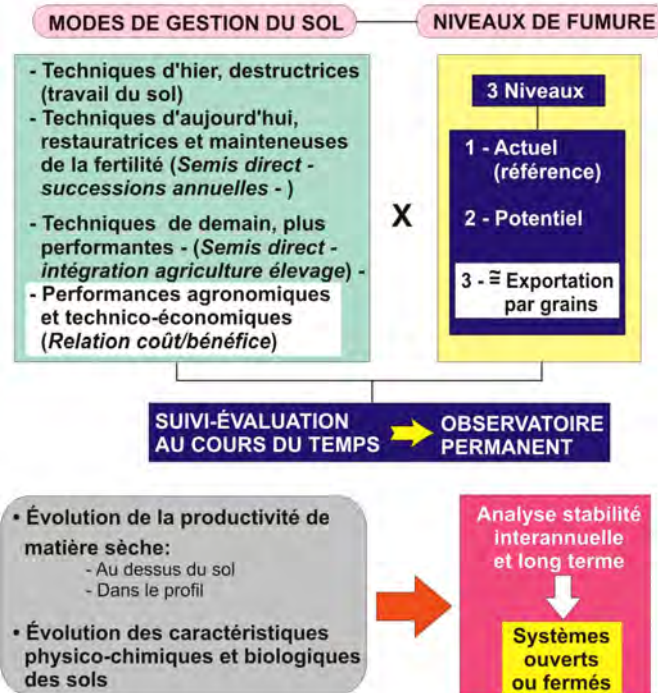 MODES DE GESTION DU SOL
NIVEAUX DE FUMURE
- Techniques d'hier, destructrices
(travail du sol)
- Techniques d'aujourd'hui,
restauratrices et mainteneuses
de la fertilité (Semis direct -
successions annuelles - )
- Techniques de demain, plus
performantes - (Semis direct -
intégration agriculture élevage) -
- Performances agronomiques
et technico-économiques
(Relation coût/bénéfice)
X
3 Niveaux
1 - Actuel
(référence)
2 - Potentiel
3 - ≅ Exportation
par grains
SUIVI-ÉVALUATION
AU COURS DU TEMPS
OBSERVATOIRE
PERMANENT
• Évolution de la productivité de
matière sèche:
- Au dessus du sol
- Dans le profil
• Évolution des caractéristiques
physico-chimiques et biologiques
des sols
Analyse stabilité
interannuelle
et long terme
Systèmes
ouverts
ou fermés